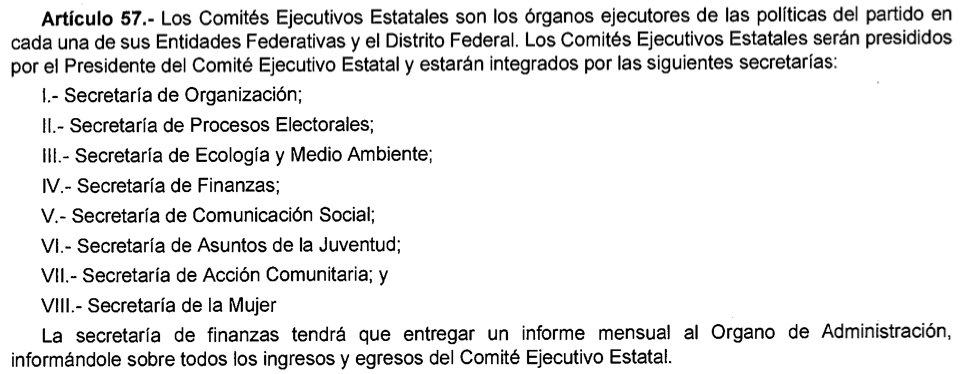 Artículo 57.- Los Comités Ejecutivos Estatales son los órganos ejecutores de las políticas del partido en
cada una de sus Entidades Federativas y el Distrito Federal. Los Comités Ejecutivos Estatales serán presididos
por el Presidente del Comité Ejecutivo Estatal y estarán integrados por las siguientes secretarías:
I.- Secretaría de Organización;
II.- Secretaría de Procesos Electorales;
III.- Secretaría de Ecología y Medio Ambiente;
IV.- Secretaría de Finanzas;
V.- Secretaría de Comunicación Social;
VI.- Secretaría de Asuntos de la Juventud;
VII.- Secretaría de Acción Comunitaria; y
VIII.- Secretaría de la Mujer
La secretaría de finanzas tendrá que entregar un informe mensual al Organo de Administración,
informándole sobre todos los ingresos y egresos del Comité Ejecutivo Estatal.